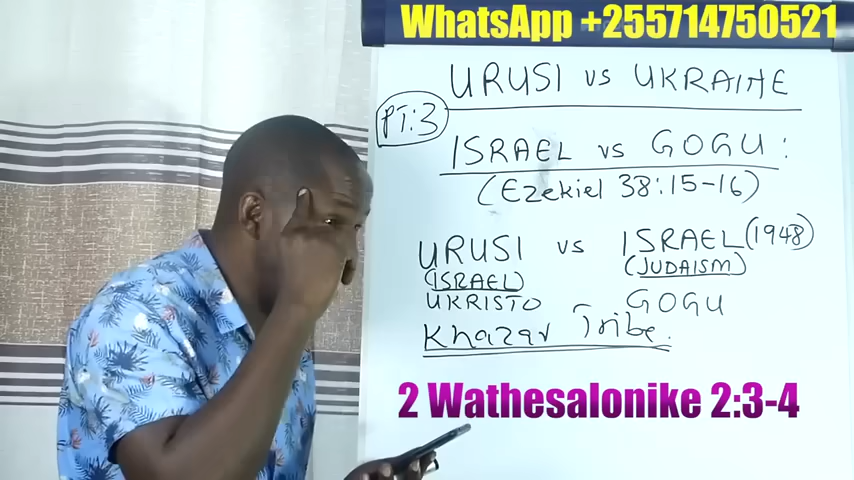 WhatsApp +255714750521
URUSI vs UKRAINE
PT:3
ISRAEL vs GOGU:
(Ezekiel 38:15-16)
URUSI vs ISRAEL (1948)
(ISRAEL) (JUDAISM)
UKRISTO GOGU
Khazar Tribe.
2 Wathesalonike 2:3-4